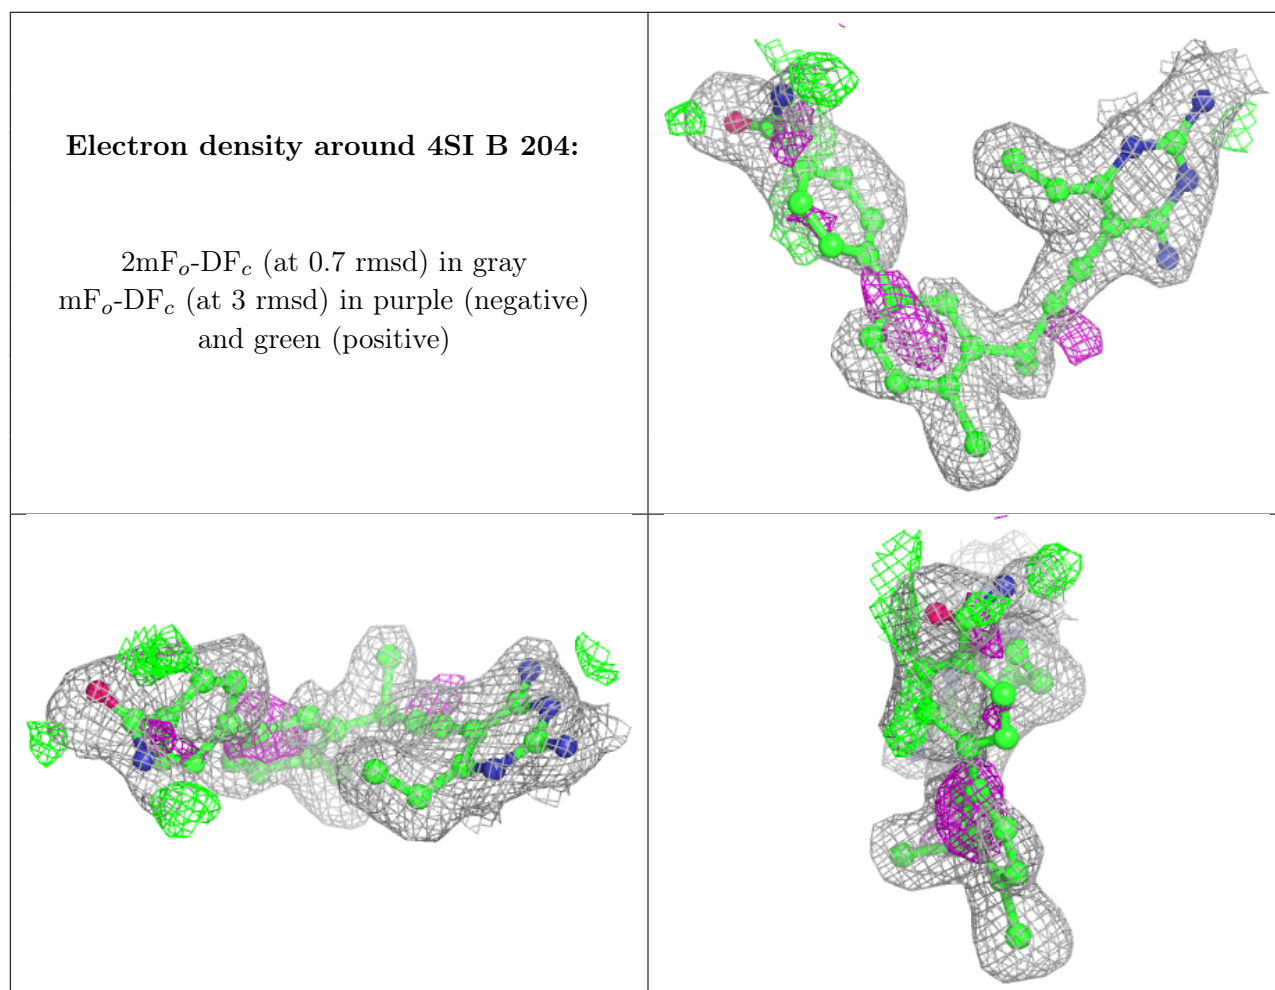 Electron density around 4SI B 204:
2mFo-DFc (at 0.7 rmsd) in gray
mFo-DFc (at 3 rmsd) in purple (negative)
and green (positive)